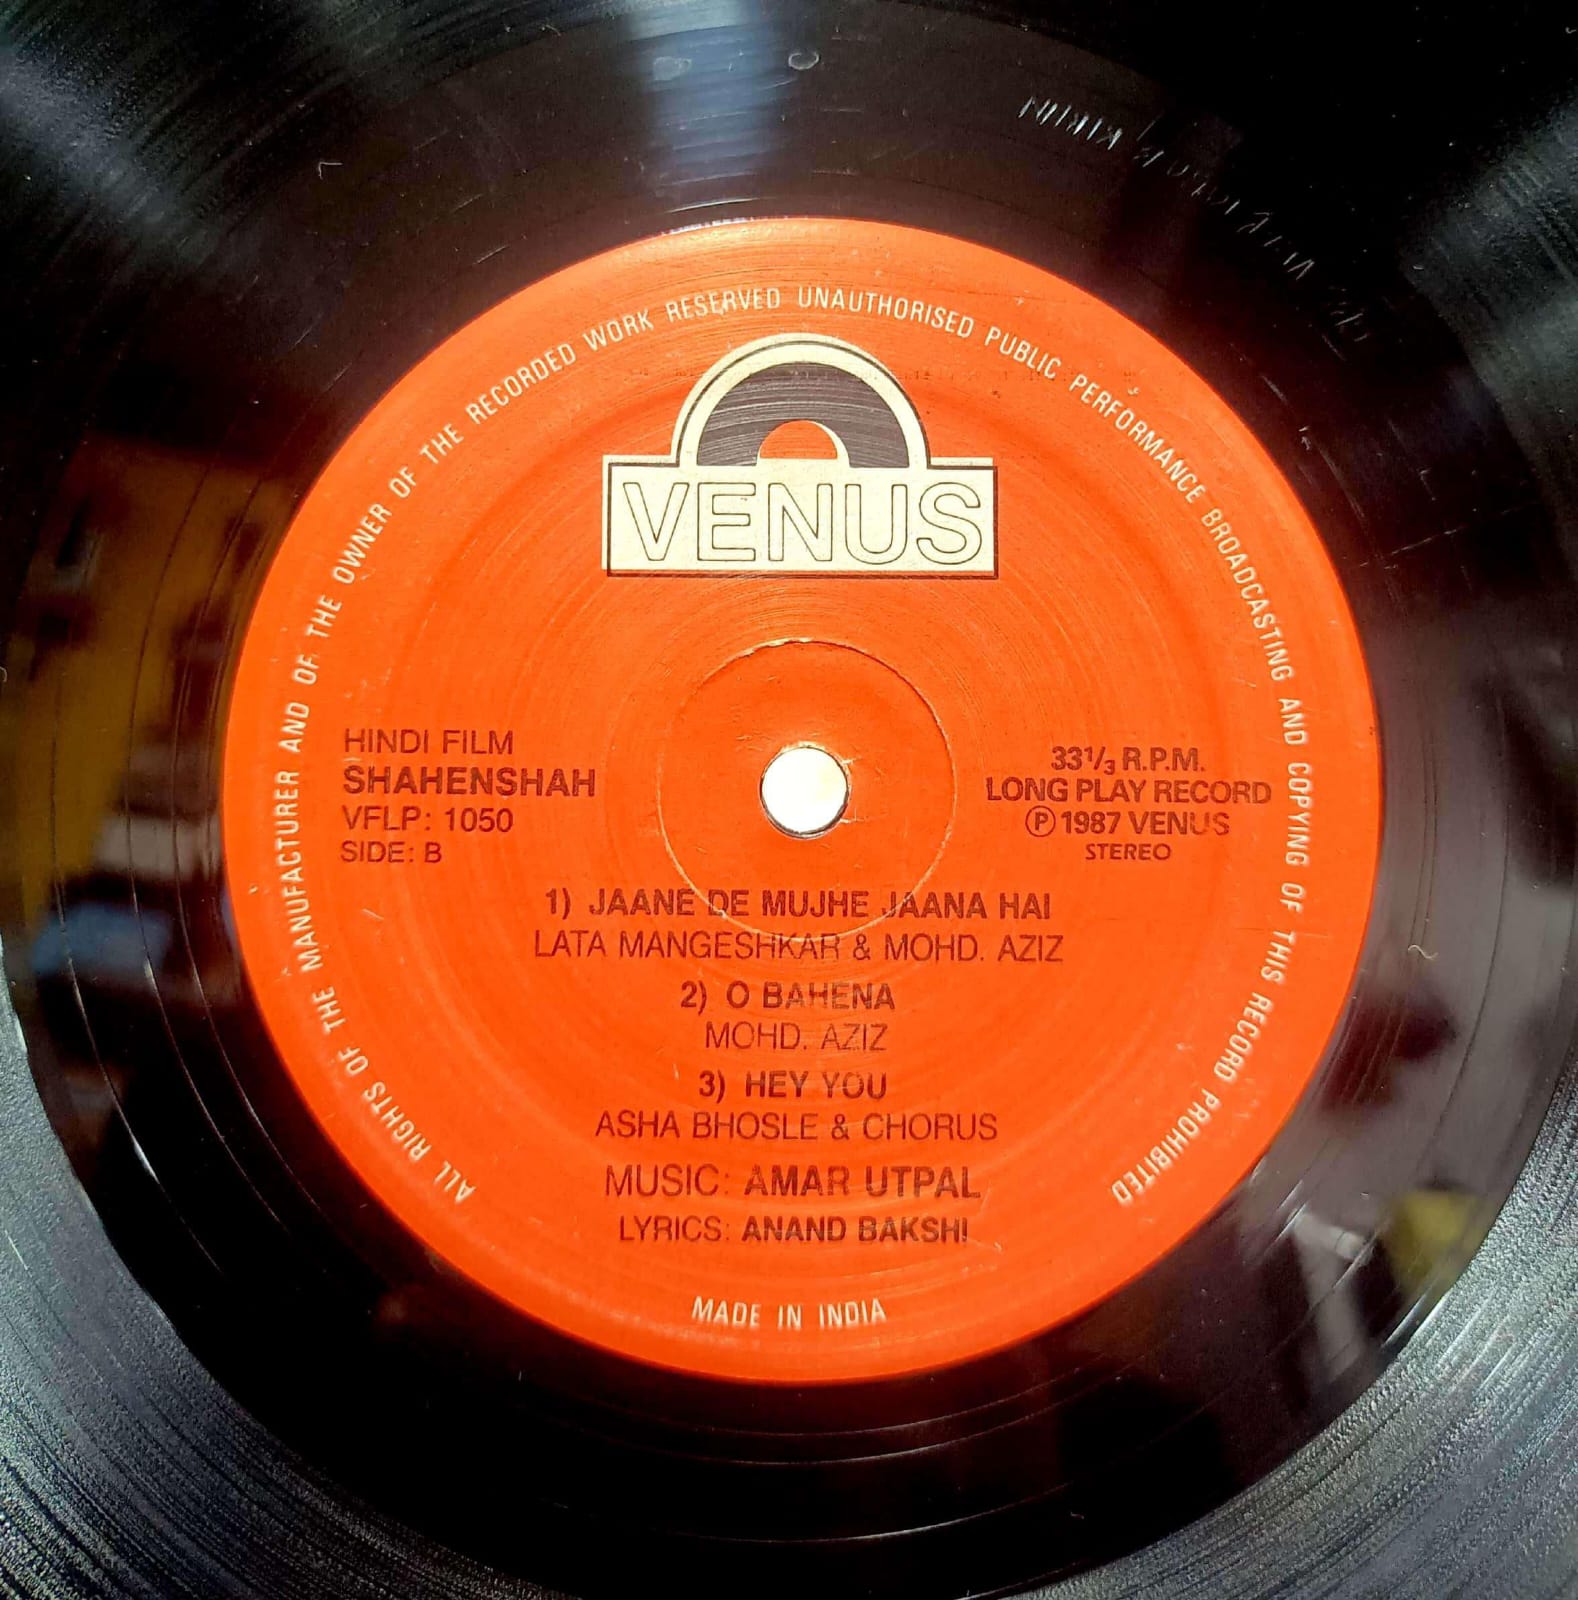 ALL RIGHTS OF THE MANUFACTURER AND OF THE OWNER OF THE RECORDED WORK RESERVED UNAUTHORISED PUBLIC PERFORMANCE BROADCASTING AND COPYING OF THIS RECORD PROHIBITED
VENUS
HINDI FILM
SHAHENSHAH
VFLP: 1050
SIDE: B
33 1/3 R.P.M.
LONG PLAY RECORD
Ⓟ 1987 VENUS
STEREO
1) JAANE DE MUJHE JAANA HAI
LATA MANGESHKAR & MOHD. AZIZ
2) O BAHENA
MOHD. AZIZ
3) HEY YOU
ASHA BHOSLE & CHORUS
MUSIC: AMAR UTPAL
LYRICS: ANAND BAKSHI
MADE IN INDIA